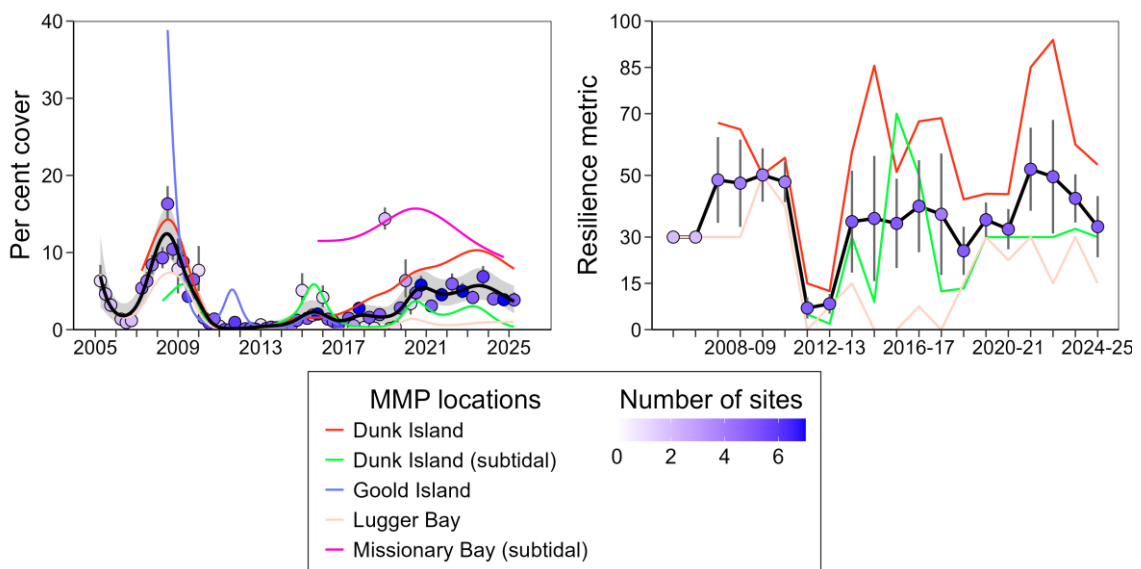 Per cent cover
40
30
20
10
0
2005 2009 2013 2017 2021 2025
Resilience metric
100
85
70
50
30
15
0
2008-09 2012-13 2016-17 2020-21 2024-25
MMP locations
Dunk Island
Dunk Island (subtidal)
Goold Island
Lugger Bay
Missionary Bay (subtidal)
Number of sites
0 2 4 6